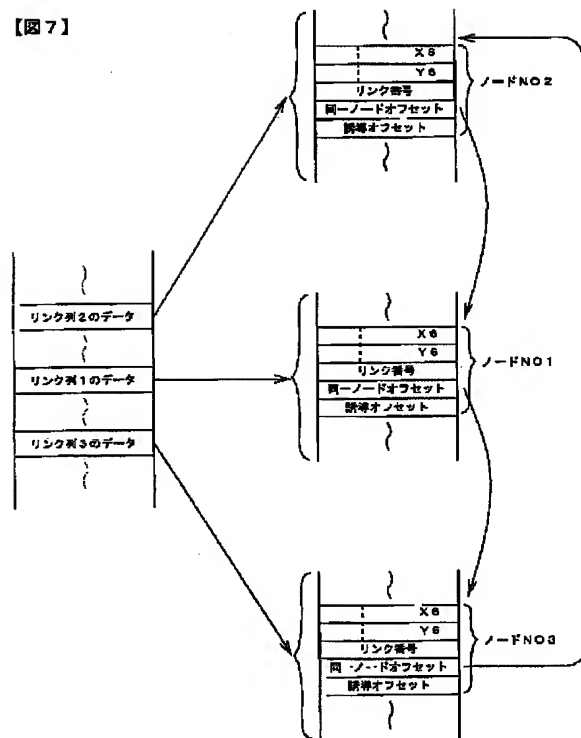 【図7】
X6
Y6
リンク番号
同一ノードオフセット
誘導オフセット
ノードN02
リンク列2のデータ
リンク列1のデータ
リンク列3のデータ
X6
Y6
リンク番号
同一ノードオフセット
誘導オフセット
ノードN01
X6
Y6
リンク番号
同一ノードオフセット
誘導オフセット
ノードN03